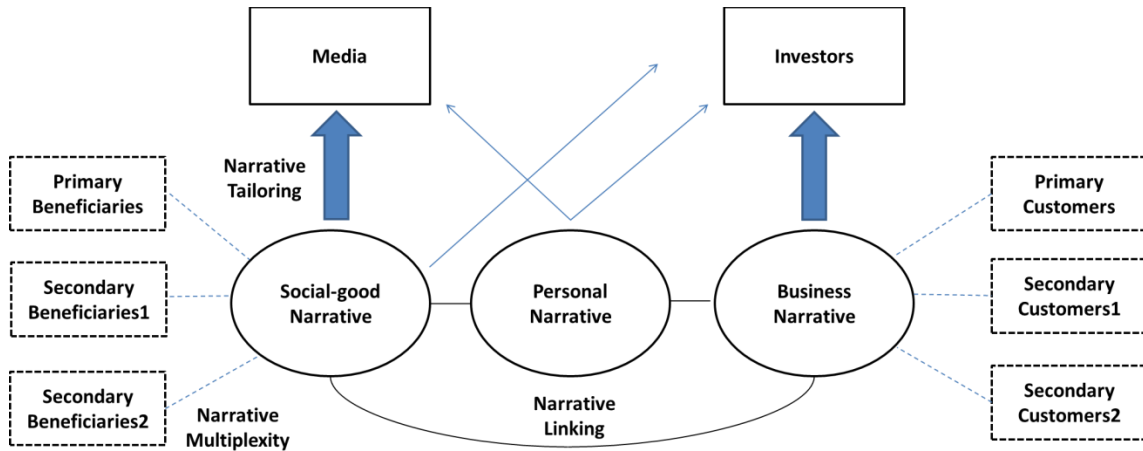 Media
Investors
Narrative
Tailoring
Primary
Beneficiaries
Primary
Customers
Secondary
Beneficiaries1
Social-good
Narrative
Personal
Narrative
Business
Narrative
Secondary
Customers1
Secondary
Beneficiaries2
Narrative
Multiplexity
Narrative
Linking
Secondary
Customers2